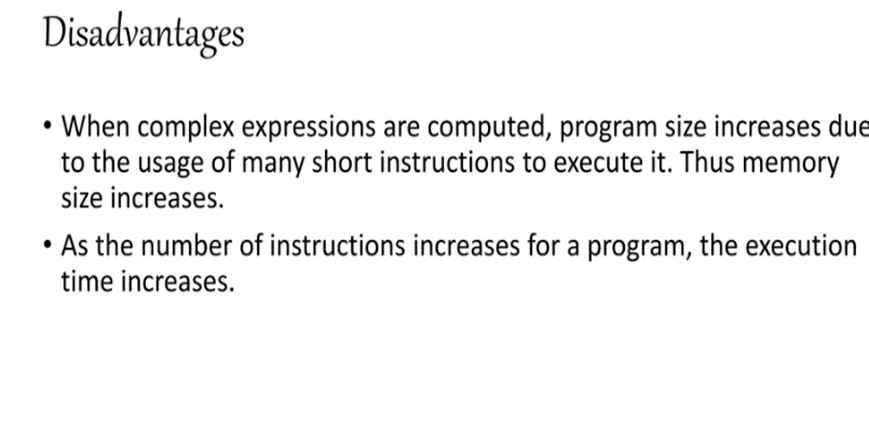 Disadvantages
• When complex expressions are computed, program size increases due
to the usage of many short instructions to execute it. Thus memory
size increases.
• As the number of instructions increases for a program, the execution
time increases.